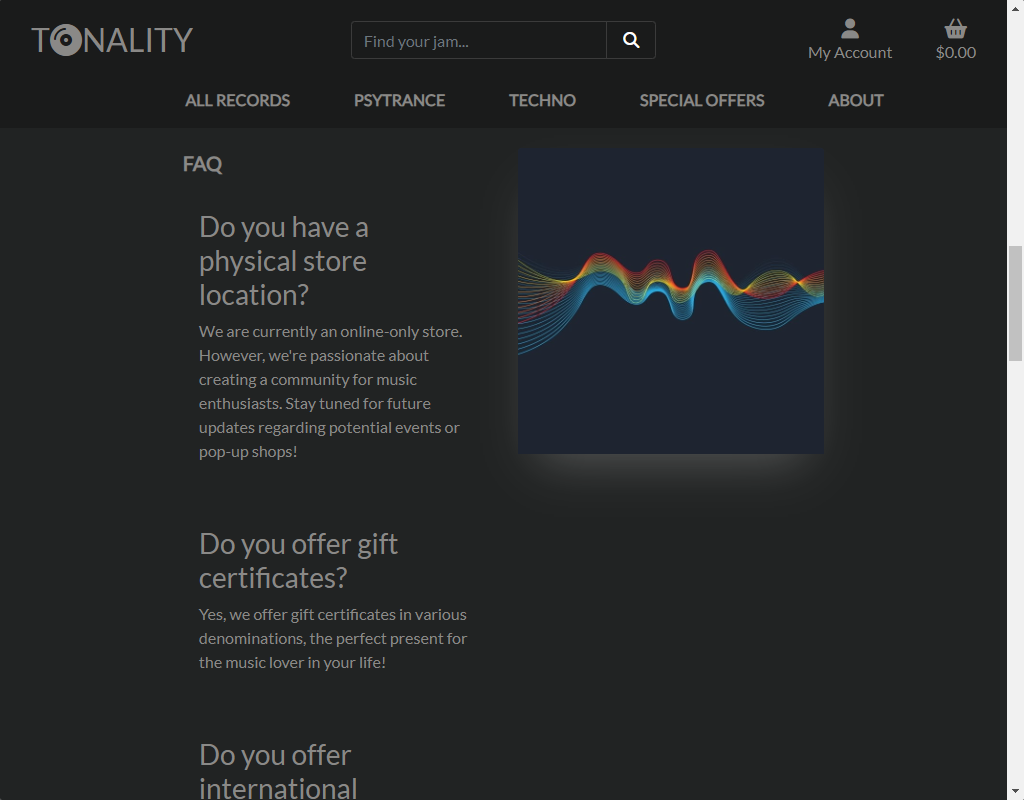 TONALITY
Find your jam...
My Account
$0.00
ALL RECORDS
PSYTRANCE
TECHNO
SPECIAL OFFERS
ABOUT
FAQ
Do you have a
physical store
location?
We are currently an online-only store.
However, we're passionate about
creating a community for music
enthusiasts. Stay tuned for future
updates regarding potential events or
pop-up shops!
Do you offer gift
certificates?
Yes, we offer gift certificates in various
denominations, the perfect present for
the music lover in your life!
Do you offer
international